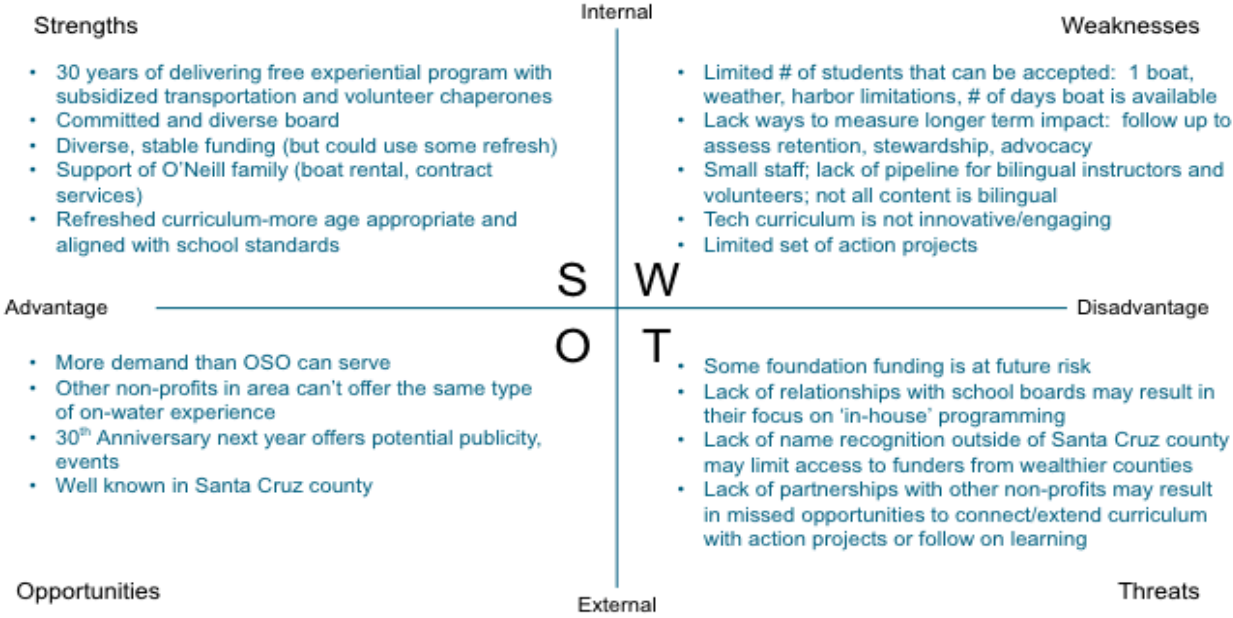 Internal
Strengths
Weaknesses
• 30 years of delivering free experiential program with
subsidized transportation and volunteer chaperones
• Committed and diverse board
• Diverse, stable funding (but could use some refresh)
• Support of O'Neill family (boat rental, contract
services)
• Refreshed curriculum-more age appropriate and
aligned with school standards
• Limited # of students that can be accepted: 1 boat,
weather, harbor limitations, # of days boat is available
• Lack ways to measure longer term impact: follow up to
assess retention, stewardship, advocacy
• Small staff; lack of pipeline for bilingual instructors and
volunteers; not all content is bilingual
• Tech curriculum is not innovative/engaging
• Limited set of action projects
S W
Advantage
Disadvantage
O T
• More demand than OSO can serve
• Other non-profits in area can't offer the same type
of on-water experience
• 30th Anniversary next year offers potential publicity,
events
• Well known in Santa Cruz county
• Some foundation funding is at future risk
• Lack of relationships with school boards may result in
their focus on 'in-house' programming
• Lack of name recognition outside of Santa Cruz county
may limit access to funders from wealthier counties
• Lack of partnerships with other non-profits may result
in missed opportunities to connect/extend curriculum
with action projects or follow on learning
Opportunities
Threats
External